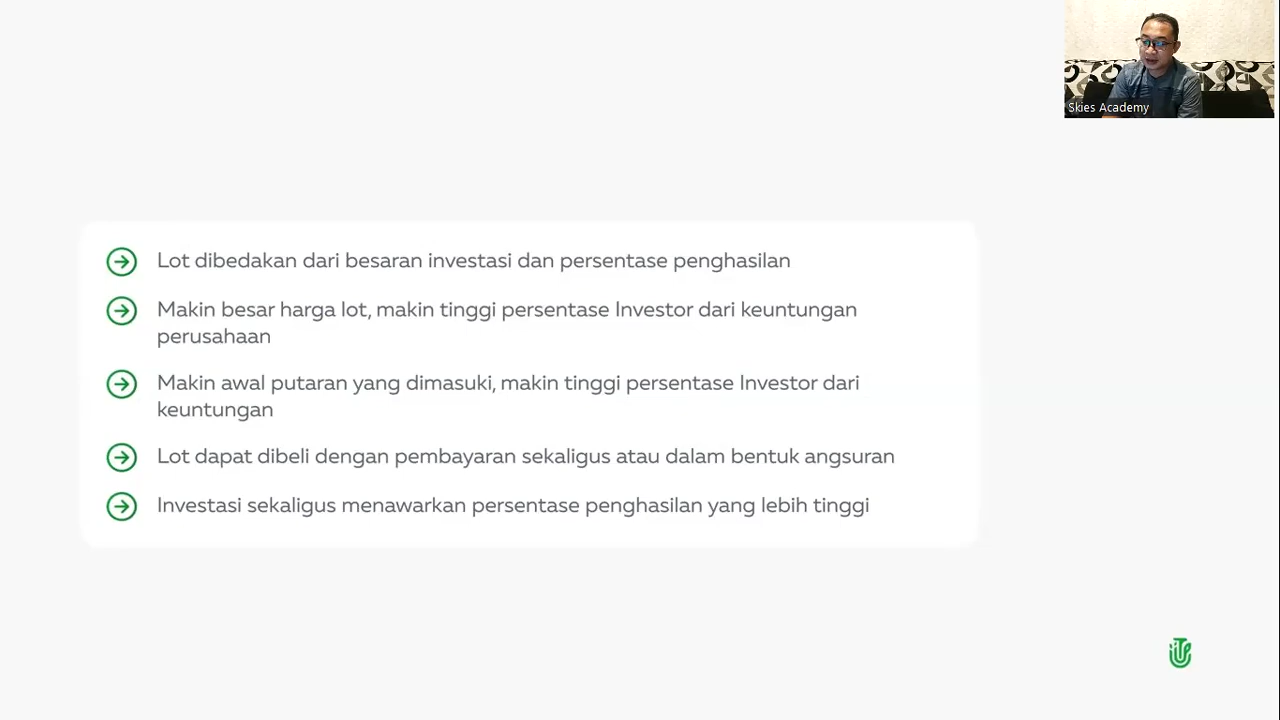 Skies Academy
Lot dibedakan dari besaran investasi dan persentase penghasilan
Makin besar harga lot, makin tinggi persentase Investor dari keuntungan
perusahaan
Makin awal putaran yang dimasuki, makin tinggi persentase Investor dari
keuntungan
Lot dapat dibeli dengan pembayaran sekaligus atau dalam bentuk angsuran
Investasi sekaligus menawarkan persentase penghasilan yang lebih tinggi